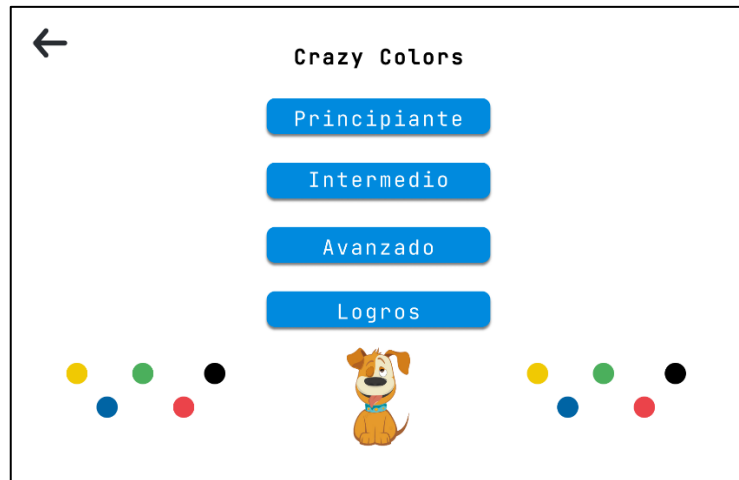 Crazy Colors
Principiante
Intermedio
Avanzado
Logros